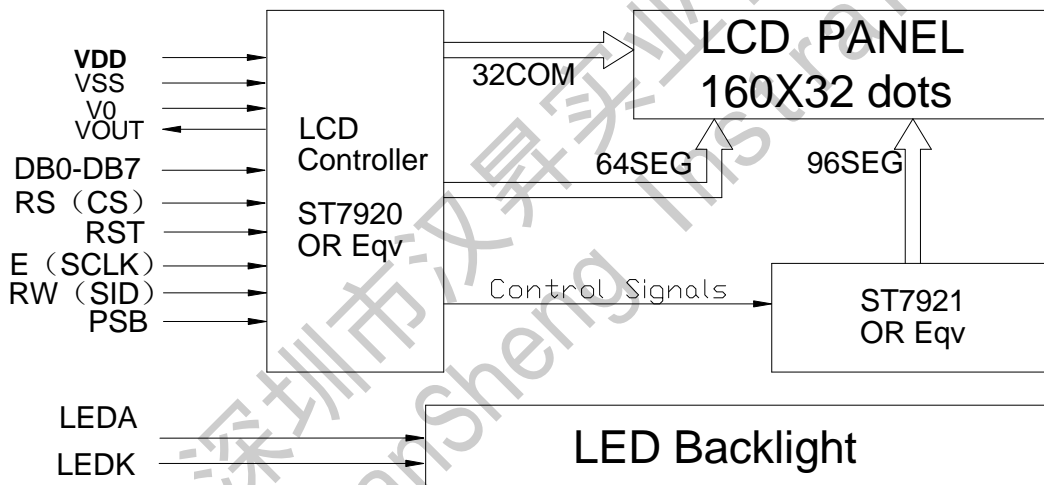 VDD
VSS
V0
VOUT
DB0-DB7
RS（CS）
RST
E（SCLK）
RW（SID）
PSB
LCD
Controller
ST7920
OR Eqv
32COM
64SEG
96SEG
Control Signals
LCD PANEL
160X32 dots
ST7921
OR Eqv
LEDA
LEDK
LED Backlight
深圳市汉昇实业